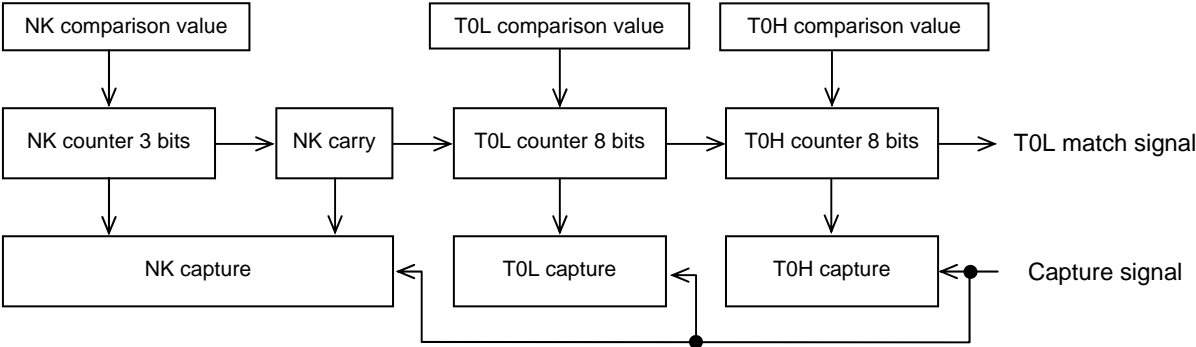 NK comparison value
T0L comparison value
T0H comparison value
NK counter 3 bits
NK carry
T0L counter 8 bits
T0H counter 8 bits
T0L match signal
NK capture
T0L capture
T0H capture
Capture signal